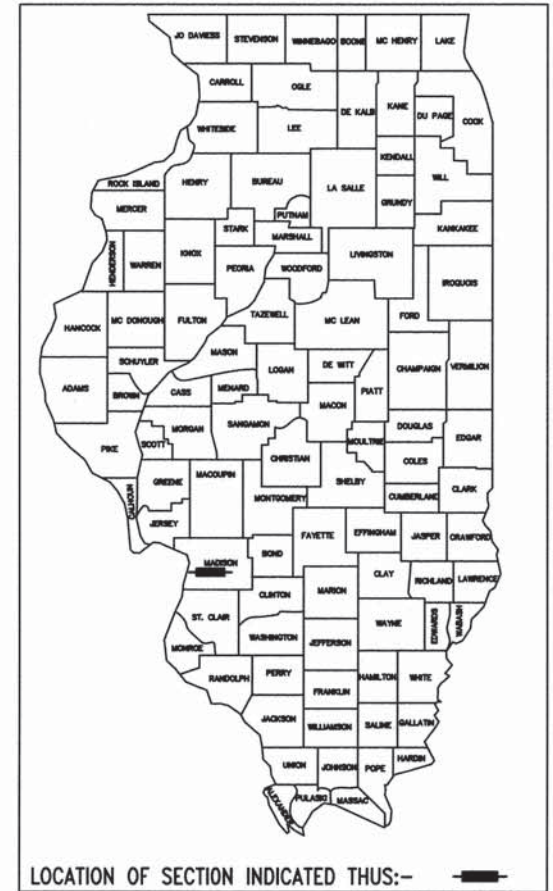 JO DAVIESS STEVENSON WINNEBAGO BOONE MC HENRY LAKE
CARROLL OGLE DE KALB KANE DU PAGE COOK
WHITESIDE LEE KENDALL WILL
ROCK ISLAND HENRY BUREAU LA SALLE GRUNDY
MERCER PUTNAM KANKAKEE
HENDERSON WARREN KNOX STARK MARSHALL LIVINGSTON
PEORIA WOODFORD IROQUOIS
HANCOCK MC DONOUGH FULTON TAZEWELL MC LEAN FORD
SCHUYLER MASON LOGAN DE WITT CHAMPAIGN VERMILION
ADAMS BROWN CASS MENARD MACON PIATT
PIKE SCOTT MORGAN SANGAMON CHRISTIAN MOULTRIE DOUGLAS EDGAR
COLES
CALHOUN GREENE MACOUPIN MONTGOMERY SHELBY CUMBERLAND CLARK
JERSEY FAYETTE EFFINGHAM JASPER CRAWFORD
MADISON BOND CLAY RICHLAND LAWRENCE
CLINTON MARION
ST. CLAIR WAYNE EDWARDS WABASH
MONROE WASHINGTON JEFFERSON
RANDOLPH PERRY HAMILTON WHITE
FRANKLIN
JACKSON WILLIAMSON SALINE GALLATIN
UNION JOHNSON POPE HARDIN
ALEXANDER PULASKI MASSAC
LOCATION OF SECTION INDICATED THUS:-